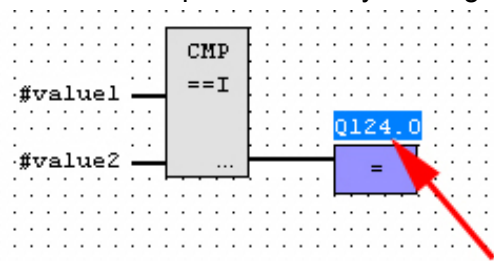 CMP
==I
#value1
#value2
...
Q124.0
=